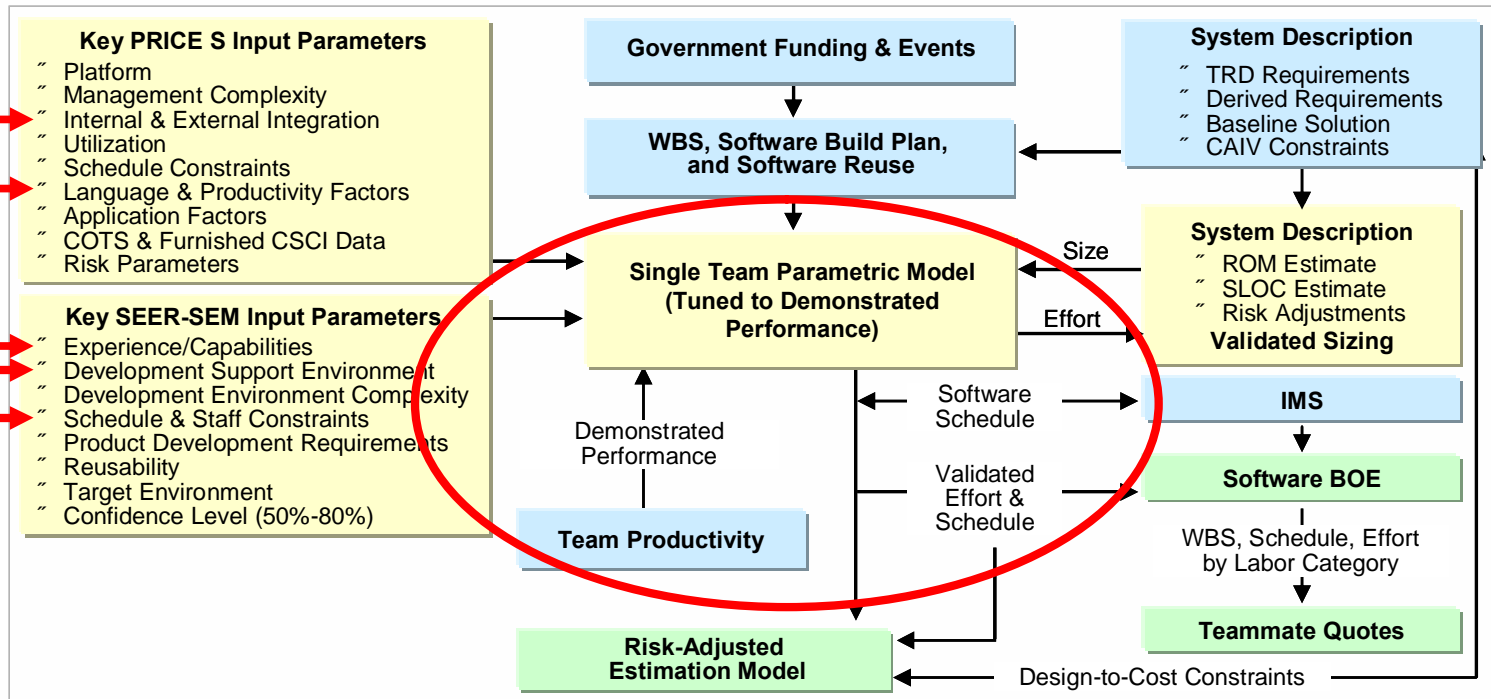 Key PRICE S Input Parameters
˝ Platform
˝ Management Complexity
˝ Internal & External Integration
˝ Utilization
˝ Schedule Constraints
˝ Language & Productivity Factors
˝ Application Factors
˝ COTS & Furnished CSCI Data
˝ Risk Parameters
Key SEER-SEM Input Parameters
˝ Experience/Capabilities
˝ Development Support Environment
˝ Development Environment Complexity
˝ Schedule & Staff Constraints
˝ Product Development Requirements
˝ Reusability
˝ Target Environment
˝ Confidence Level (50%-80%)
Government Funding & Events
WBS, Software Build Plan,
and Software Reuse
Single Team Parametric Model
(Tuned to Demonstrated
Performance)
Demonstrated
Performance
Team Productivity
Risk-Adjusted
Estimation Model
System Description
˝ TRD Requirements
˝ Derived Requirements
˝ Baseline Solution
˝ CAIV Constraints
Size
Effort
System Description
˝ ROM Estimate
˝ SLOC Estimate
˝ Risk Adjustments
Validated Sizing
Software
Schedule
IMS
Validated
Effort &
Schedule
Software BOE
WBS, Schedule, Effort
by Labor Category
Teammate Quotes
Design-to-Cost Constraints